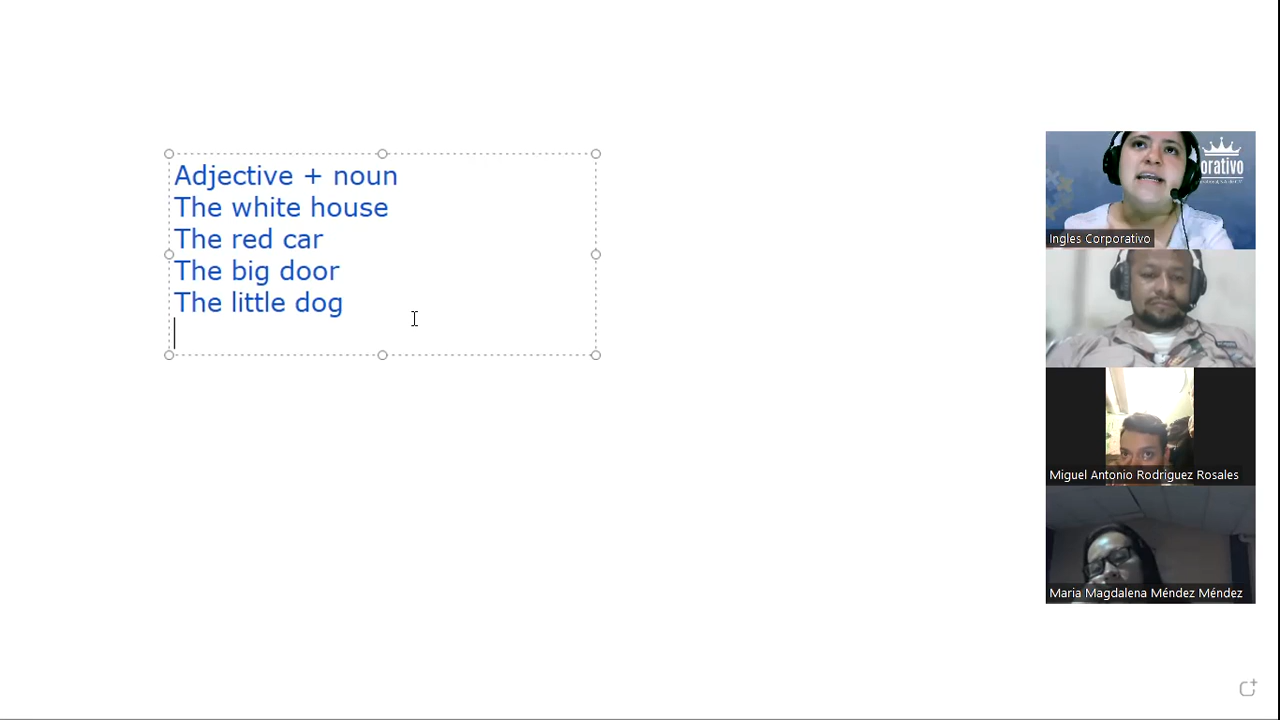 Adjective + noun
The white house
The red car
The big door
The little dog
orativo
Ingles Corporativo
Miguel Antonio Rodriguez Rosales
Maria Magdalena Méndez Méndez